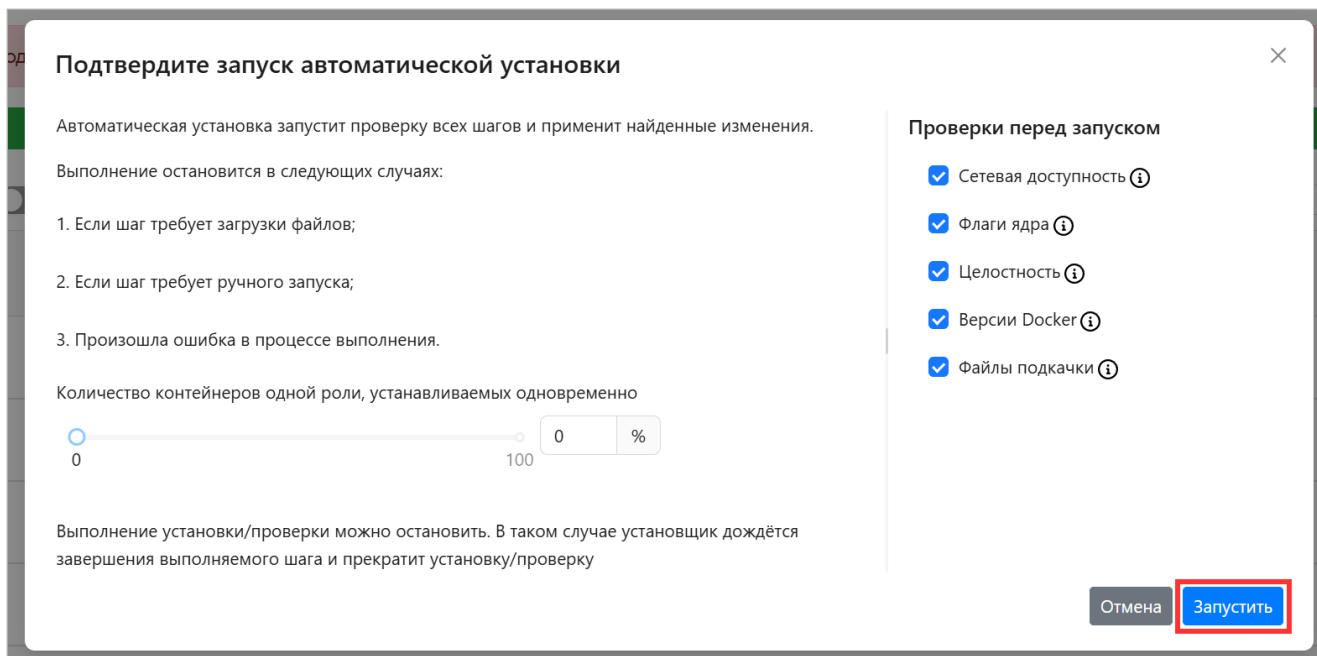 Подтвердите запуск автоматической установки
Автоматическая установка запустит проверку всех шагов и применит найденные изменения.
Выполнение остановится в следующих случаях:
1. Если шаг требует загрузки файлов;
2. Если шаг требует ручного запуска;
3. Произошла ошибка в процессе выполнения.
Количество контейнеров одной роли, устанавливаемых одновременно
0 %
0 100
Выполнение установки/проверки можно остановить. В таком случае установщик дождётся
завершения выполняемого шага и прекратит установку/проверку
Проверки перед запуском
Сетевая доступность
Флаги ядра
Целостность
Версии Docker
Файлы подкачки
Отмена
Запустить